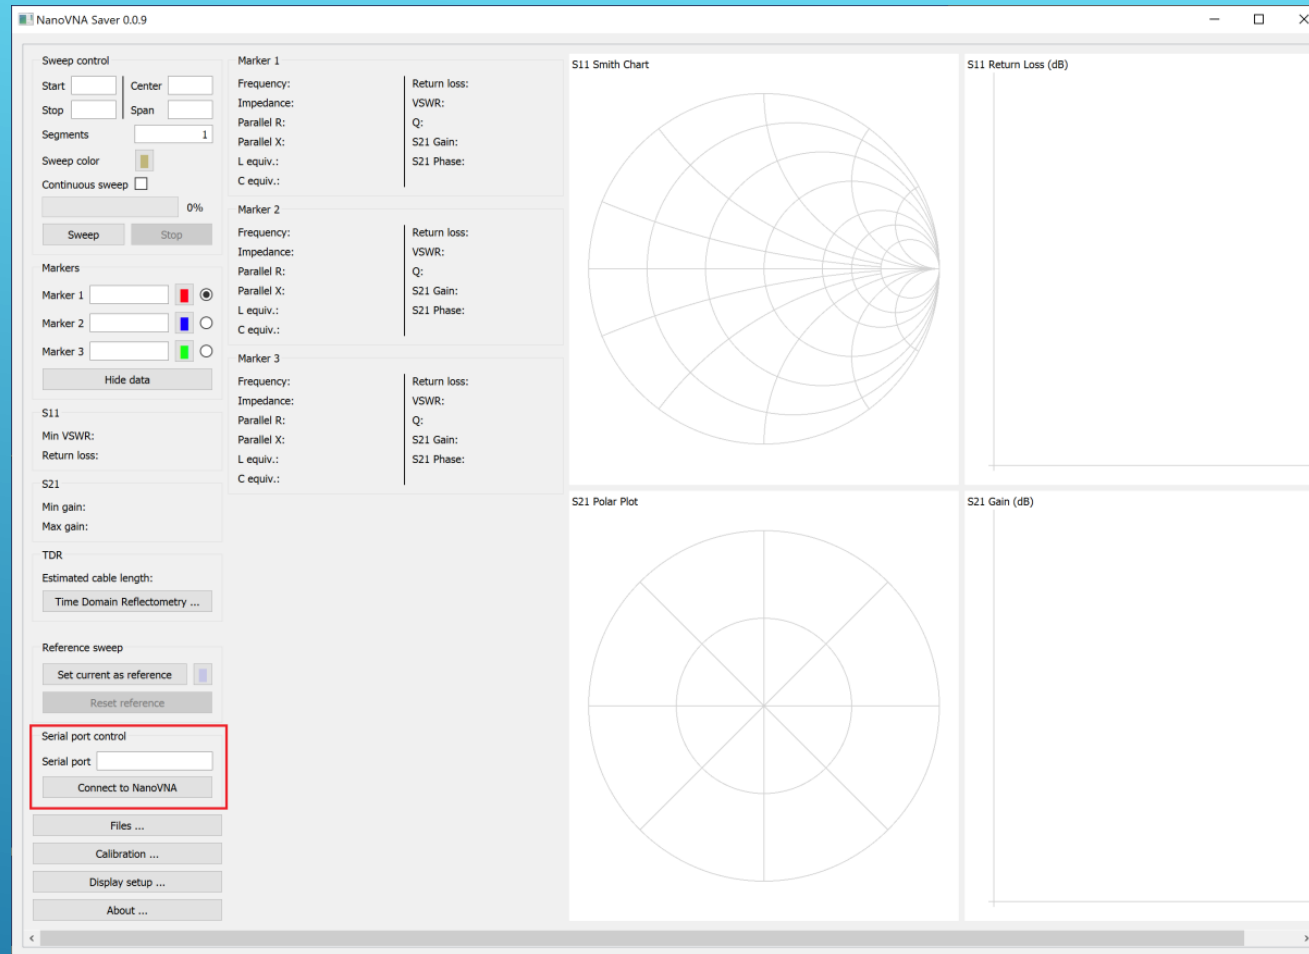 NanoVNA Saver 0.0.9
Sweep control
Start
Center
Stop
Span
Segments
1
Sweep color
Continuous sweep
0%
Sweep
Stop
Markers
Marker 1
Marker 2
Marker 3
Hide data
S11
Min VSWR:
Return loss:
S21
Min gain:
Max gain:
TDR
Estimated cable length:
Time Domain Reflectometry ...
Reference sweep
Set current as reference
Reset reference
Serial port control
Serial port
Connect to NanoVNA
Files ...
Calibration ...
Display setup ...
About ...
Marker 1
Frequency:
Impedance:
Parallel R:
Parallel X:
L equiv.:
C equiv.:
Return loss:
VSWR:
Q:
S21 Gain:
S21 Phase:
Marker 2
Frequency:
Impedance:
Parallel R:
Parallel X:
L equiv.:
C equiv.:
Return loss:
VSWR:
Q:
S21 Gain:
S21 Phase:
Marker 3
Frequency:
Impedance:
Parallel R:
Parallel X:
L equiv.:
C equiv.:
Return loss:
VSWR:
Q:
S21 Gain:
S21 Phase:
S11 Smith Chart
S11 Return Loss (dB)
S21 Polar Plot
S21 Gain (dB)